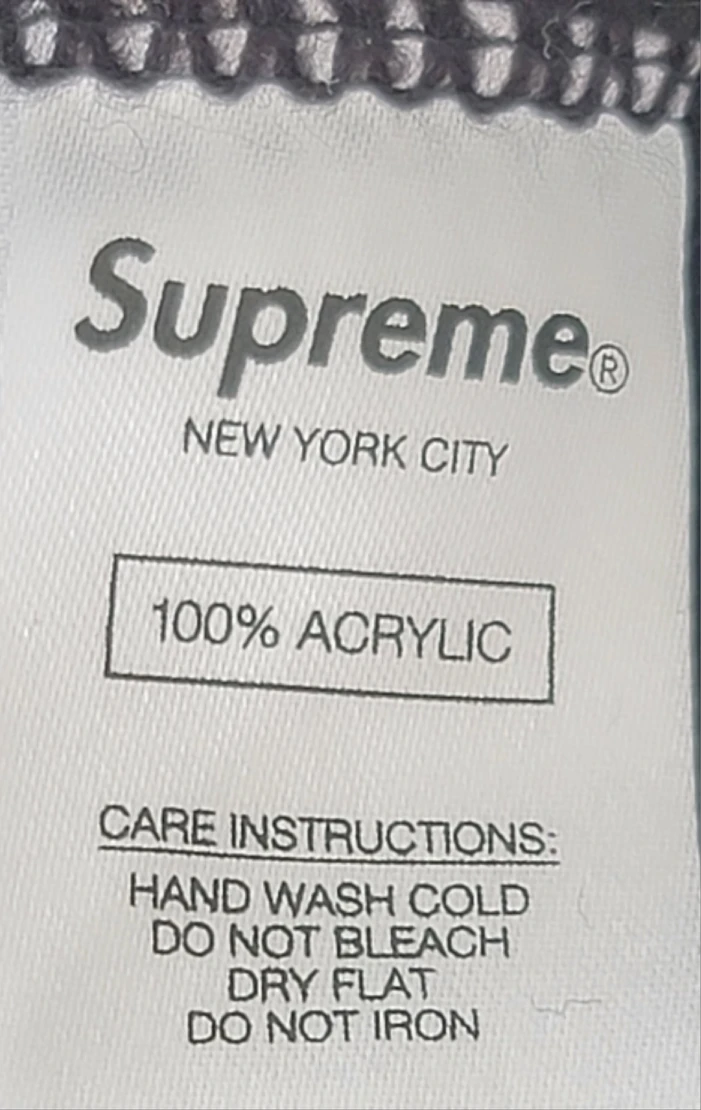 Supreme®
NEW YORK CITY
100% ACRYLIC
CARE INSTRUCTIONS:
HAND WASH COLD
DO NOT BLEACH
DRY FLAT
DO NOT IRON